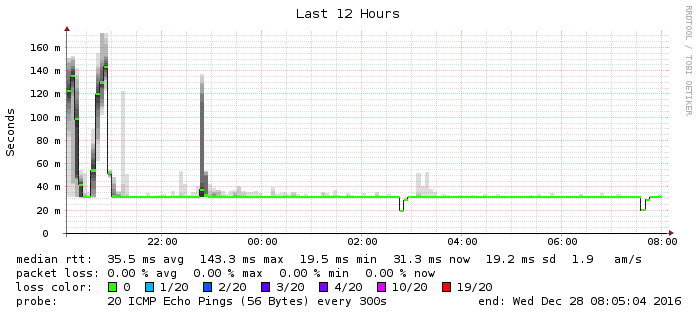 Last 12 Hours
RRDTOOL / TOBI OETIKER
Seconds
160 m
140 m
120 m
100 m
80 m
60 m
40 m
20 m
0
22:00 00:00 02:00 04:00 06:00 08:00
median rtt: 35.5 ms avg 143.3 ms max 19.5 ms min 31.3 ms now 19.2 ms sd 1.9 am/s
packet loss: 0.00 % avg 0.00 % max 0.00 % min 0.00 % now
loss color: 0 1/20 2/20 3/20 4/20 10/20 19/20
probe: 20 ICMP Echo Pings (56 Bytes) every 300s end: Wed Dec 28 08:05:04 2016